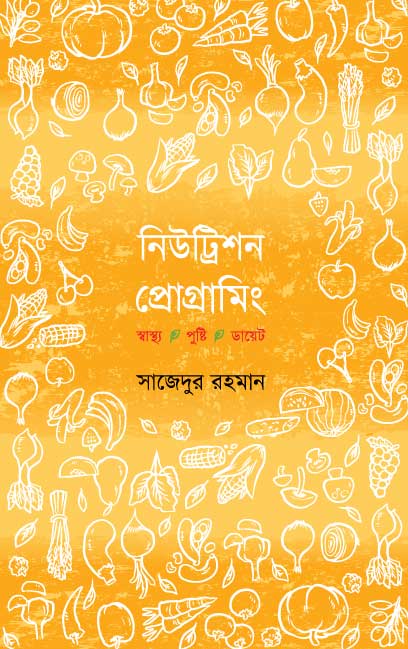 নিউট্রিশন
প্রোগ্রামিং
স্বাস্থ্য পুষ্টি ডায়েট
সাজেদুর রহমান